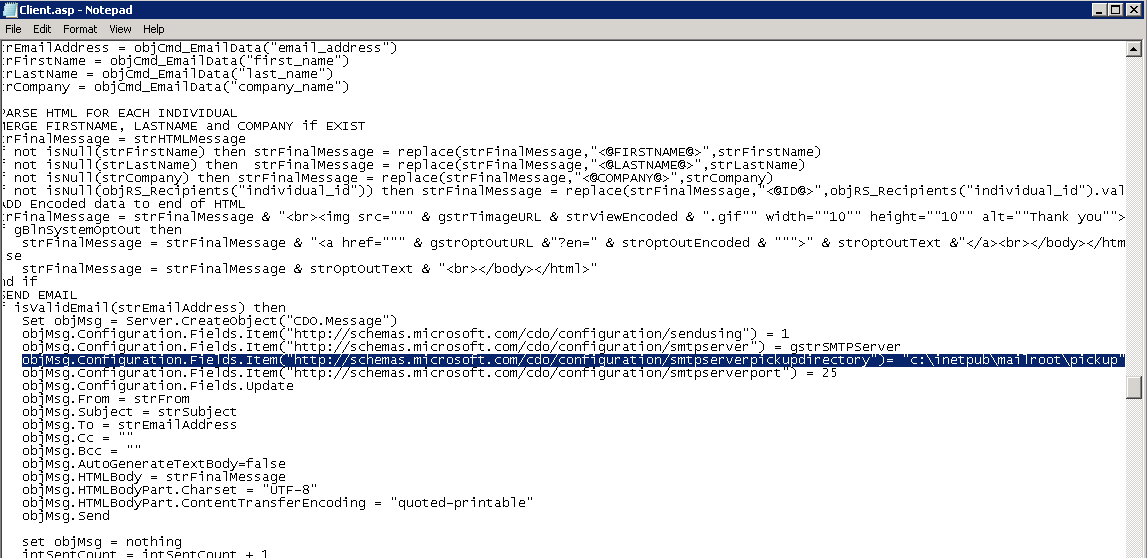 Client.asp - Notepad
File Edit Format View Help
trEmailAddress = objCmd_EmailData("email_address")
trFirstName = objCmd_EmailData("first_name")
trLastName = objCmd_EmailData("last_name")
trCompany = objCmd_EmailData("company_name")
PARSE HTML FOR EACH INDIVIDUAL
MERGE FIRSTNAME, LASTNAME and COMPANY if EXIST
trFinalMessage = strHTMLMessage
f not isNull(strFirstName) then strFinalMessage = replace(strFinalMessage,"<@FIRSTNAME@>",strFirstName)
f not isNull(strLastName) then  strFinalMessage = replace(strFinalMessage,"<@LASTNAME@>",strLastName)
f not isNull(strCompany) then strFinalMessage = replace(strFinalMessage,"<@COMPANY@>",strCompany)
f not isNull(objRS_Recipients("individual_id")) then strFinalMessage = replace(strFinalMessage,"<@ID@>",objRS_Recipients("individual_id").val
ADD Encoded data to end of HTML
trFinalMessage = strFinalMessage & "<br><img src=""" & gstrTimageURL & strViewEncoded & ".gif"" width=""10"" height=""10"" alt=""Thank you"">
f gBlnSystemOptOut then
strFinalMessage = strFinalMessage & "<a href=""" & gstrOptOutURL &"?en=" & strOptOutEncoded & """>" & strOptOutText &"</a><br></body></htm
se
strFinalMessage = strFinalMessage & strOptOutText & "<br></body></html>"
nd if
SEND EMAIL
f isValidEmail(strEmailAddress) then
Set objMsg = Server.CreateObject("CDO.Message")
objMsg.Configuration.Fields.Item("http://schemas.microsoft.com/cdo/configuration/sendusing") = 1
objMsg.Configuration.Fields.Item("http://schemas.microsoft.com/cdo/configuration/smtpserver") = gstrSMTPServer
objMsg.Configuration.Fields.Item("http://schemas.microsoft.com/cdo/configuration/smtpserverpickupdirectory")= "c:\inetpub\mailroot\pickup"
objMsg.Configuration.Fields.Item("http://schemas.microsoft.com/cdo/configuration/smtpserverport") = 25
objMsg.Configuration.Fields.Update
objMsg.From = strFrom
objMsg.Subject = strSubject
objMsg.To = strEmailAddress
objMsg.Cc = ""
objMsg.Bcc = ""
objMsg.AutoGenerateTextBody=false
objMsg.HTMLBody = strFinalMessage
objMsg.HTMLBodyPart.Charset = "UTF-8"
objMsg.HTMLBodyPart.ContentTransferEncoding = "quoted-printable"
objMsg.Send
set objMsg = nothing
intSentCount = intSentCount + 1